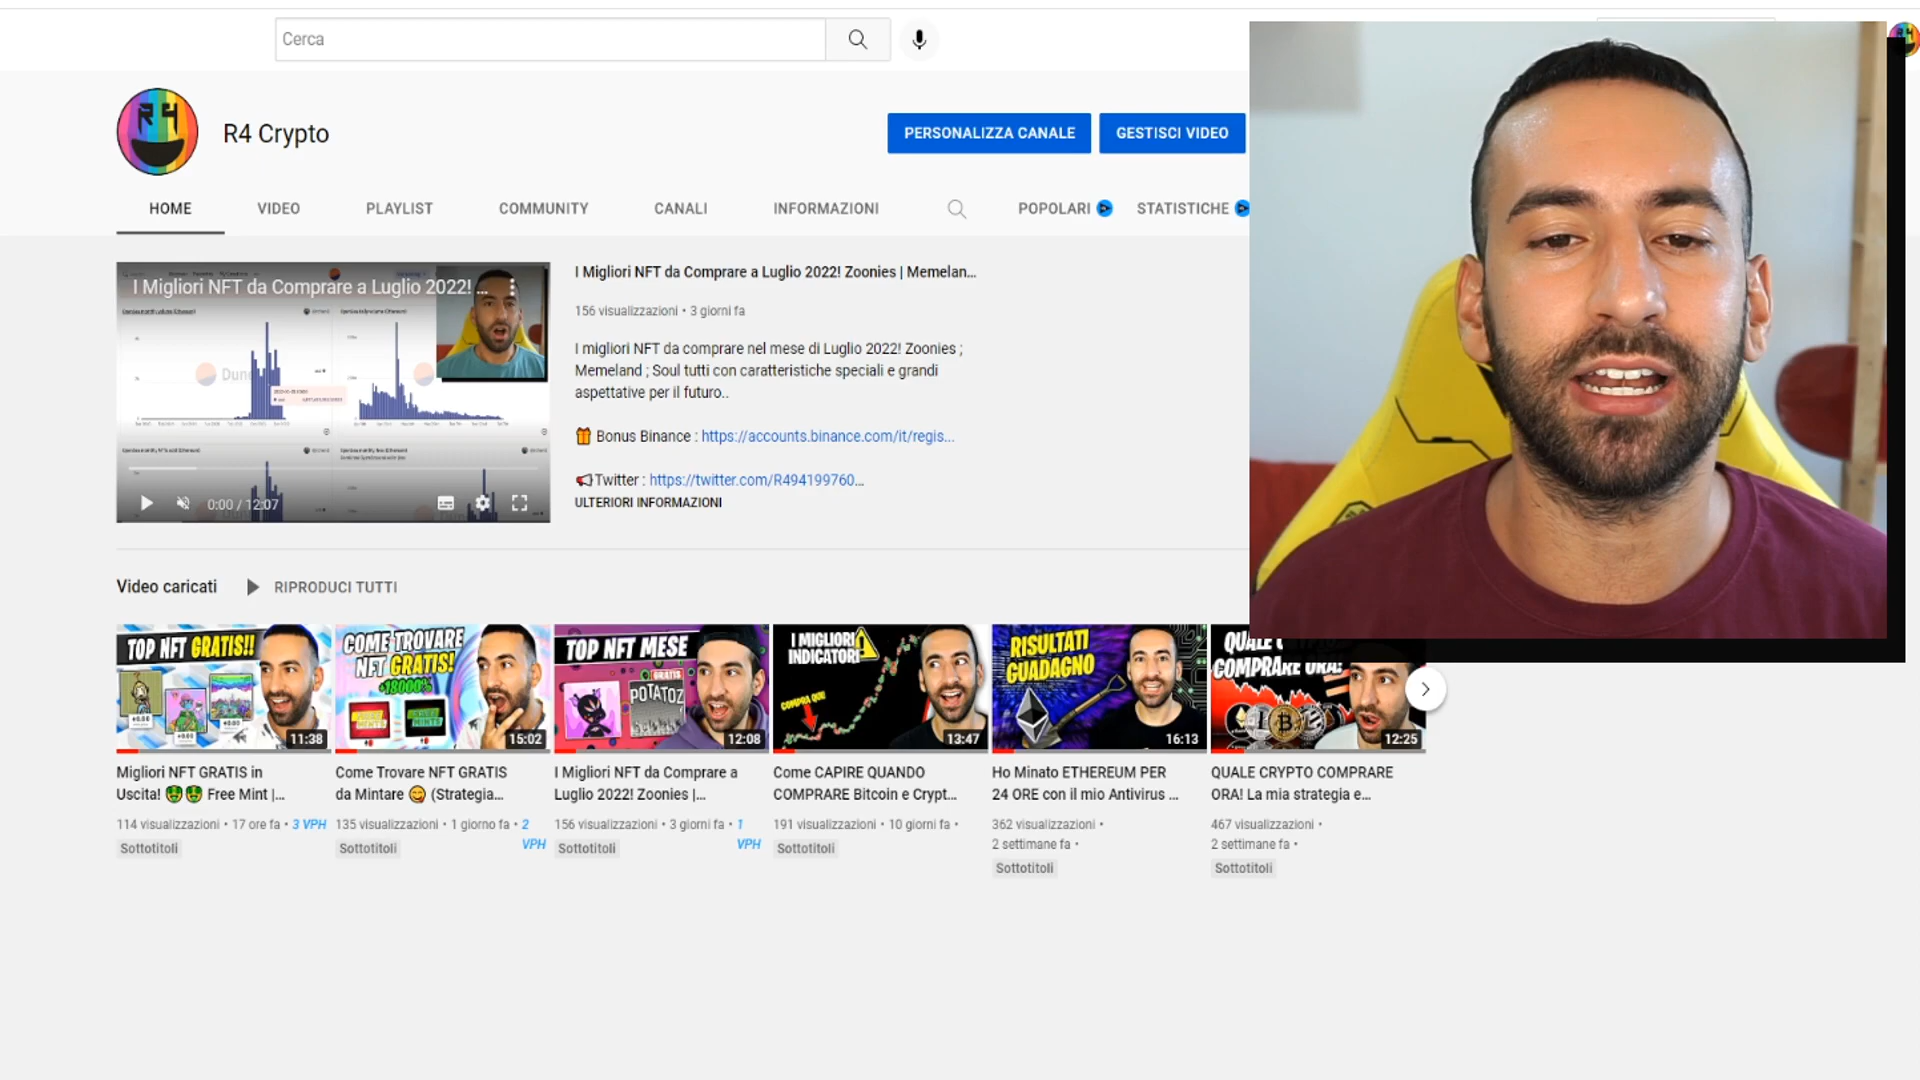 Cerca
R4
R4 Crypto
PERSONALIZZA CANALE
GESTISCI VIDEO
HOME
VIDEO
PLAYLIST
COMMUNITY
CANALI
INFORMAZIONI
POPOLARI
STATISTICHE
I Migliori NFT da Comprare a Luglio 2022! ...
Dune
0:00 / 12:07
I Migliori NFT da Comprare a Luglio 2022! Zoonies | Memelan...
156 visualizzazioni • 3 giorni fa
I migliori NFT da comprare nel mese di Luglio 2022! Zoonies ;
Memeland ; Soul tutti con caratteristiche speciali e grandi
aspettative per il futuro..
🎁 Bonus Binance : https://accounts.binance.com/it/regis...
📢Twitter : https://twitter.com/R494199760...
ULTERIORI INFORMAZIONI
Video caricati
RIPRODUCI TUTTI
TOP NFT GRATIS!!
11:38
COME TROVARE
NFT GRATIS!
+18000%
15:02
TOP NFT MESE
GRATIS
POTATOZ
12:08
I MIGLIORI
INDICATORI
COMPRA QUI
13:47
RISULTATI
GUADAGNO
16:13
QUALE
COMPRARE ORA!
12:25
Migliori NFT GRATIS in
Uscita! 🤑🤑 Free Mint |...
114 visualizzazioni • 17 ore fa • 3 VPH
Sottotitoli
Come Trovare NFT GRATIS
da Mintare 😋 (Strategia...
135 visualizzazioni • 1 giorno fa • 2
VPH
Sottotitoli
I Migliori NFT da Comprare a
Luglio 2022! Zoonies |...
156 visualizzazioni • 3 giorni fa • 1
VPH
Sottotitoli
Come CAPIRE QUANDO
COMPRARE Bitcoin e Crypt...
191 visualizzazioni • 10 giorni fa •
Sottotitoli
Ho Minato ETHEREUM PER
24 ORE con il mio Antivirus ...
362 visualizzazioni •
2 settimane fa •
Sottotitoli
QUALE CRYPTO COMPRARE
ORA! La mia strategia e...
467 visualizzazioni •
2 settimane fa •
Sottotitoli